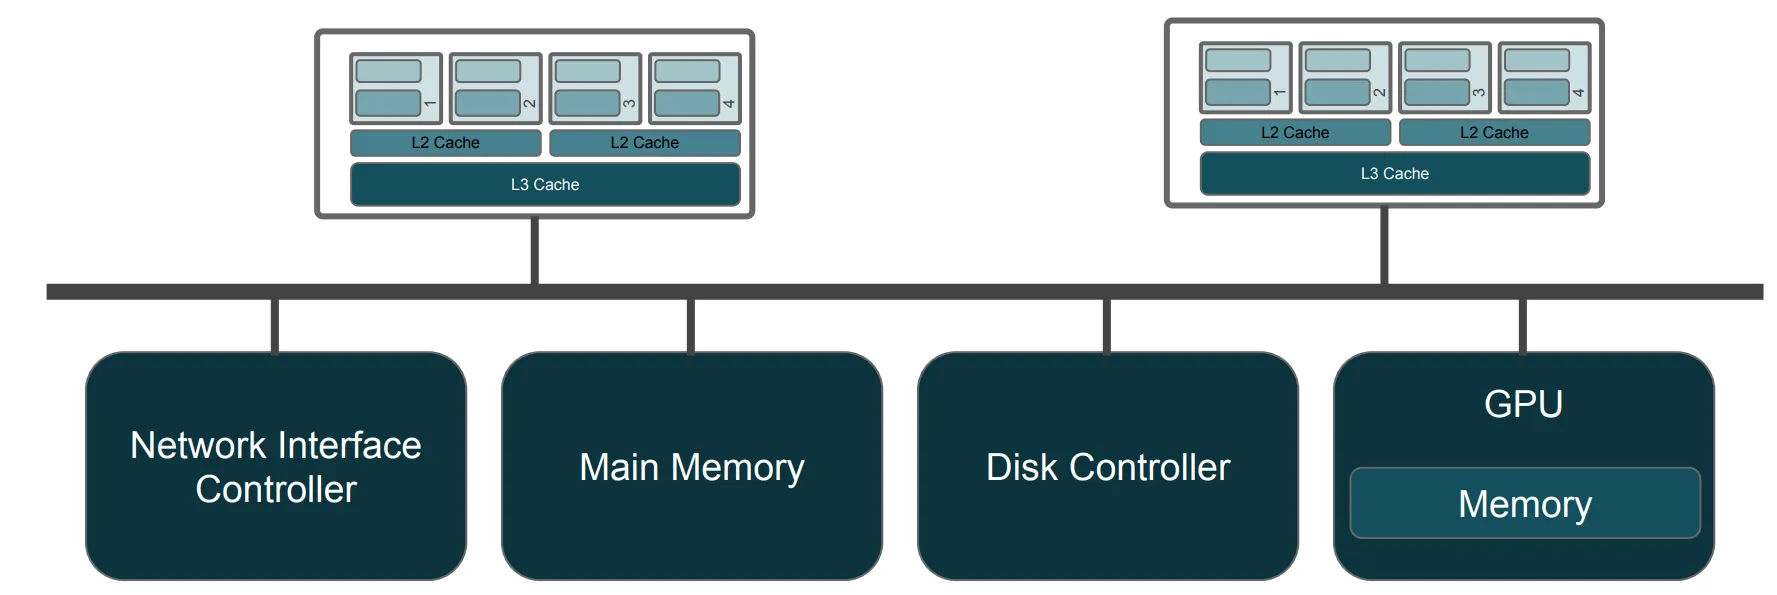 1
2
3
4
L2 Cache
L2 Cache
L3 Cache
1
2
3
4
L2 Cache
L2 Cache
L3 Cache
Network Interface
Controller
Main Memory
Disk Controller
GPU
Memory